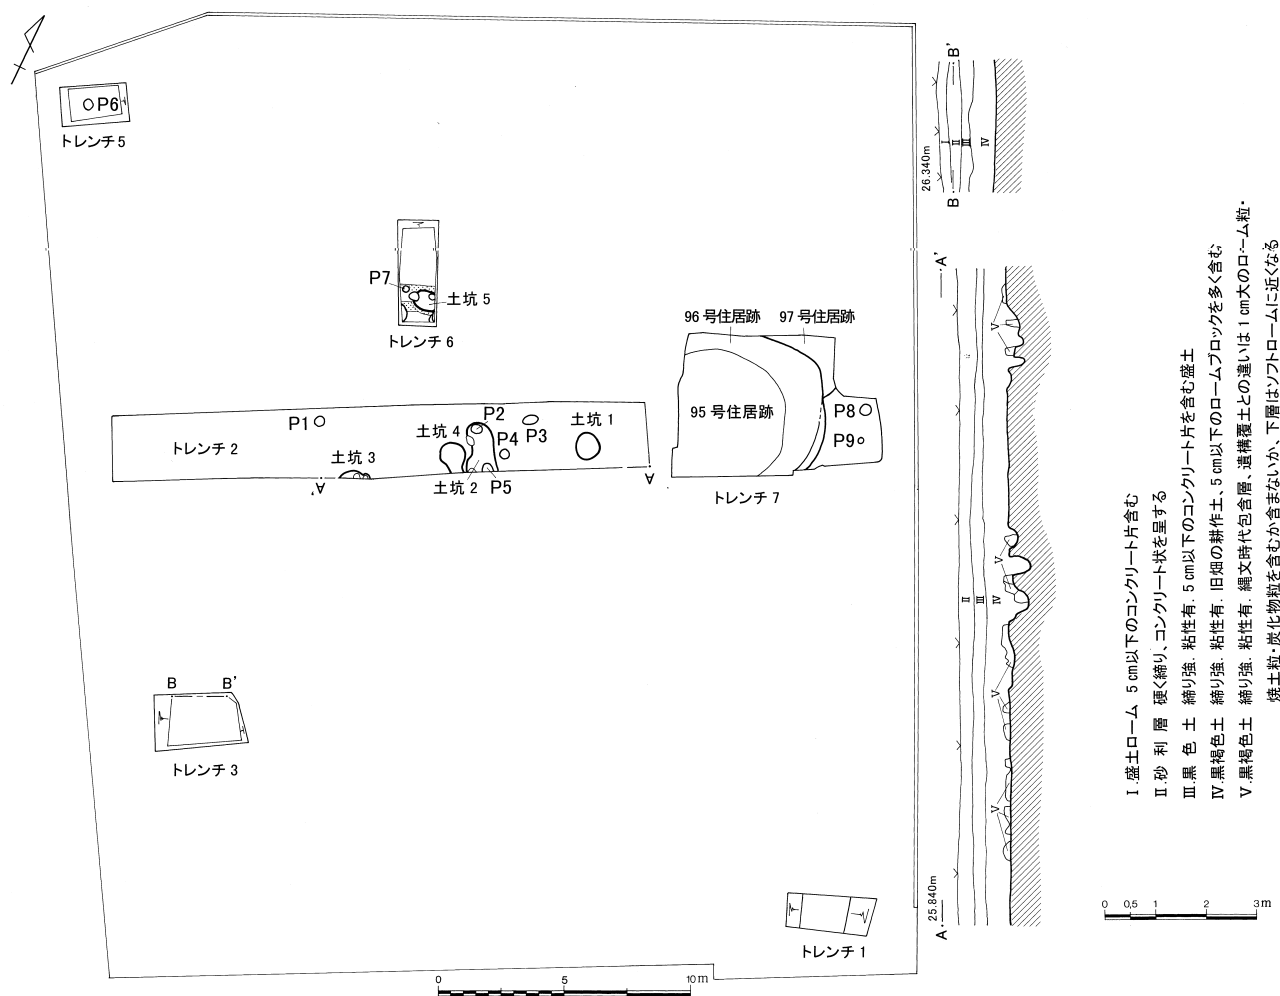 P6
トレンチ5
P7
土坑 5
トレンチ 6
96 号住居跡
97 号住居跡
95 号住居跡
P8
P9
トレンチ 7
トレンチ 2
P1
土坑 3
A'
土坑 4
P2
P4
P3
土坑 1
土坑 2
P5
A
B
B'
トレンチ 3
トレンチ 1
0
5
10m
B'
I
II
III
IV
26.340m
B
A'
V
V
II
III
IV
V
V
25.840m
A
I.盛土ローム 5cm以下のコンクリート片含む
II.砂利層 硬く締り、コンクリート状を呈する
III.黒色土 締り強. 粘性有. 5cm以下のコンクリート片を含む盛土
IV.黒褐色土 締り強. 粘性有. 旧畑の耕作土、5cm以下のロームブロックを多く含む
V.黒褐色土 締り強. 粘性有. 縄文時代包含層、遺構覆土との違いは1cm大のローム粒・
焼土粒・炭化物粒を含むか含まないか、下層はソフトロームに近くなる
0
0.5
1
2
3m